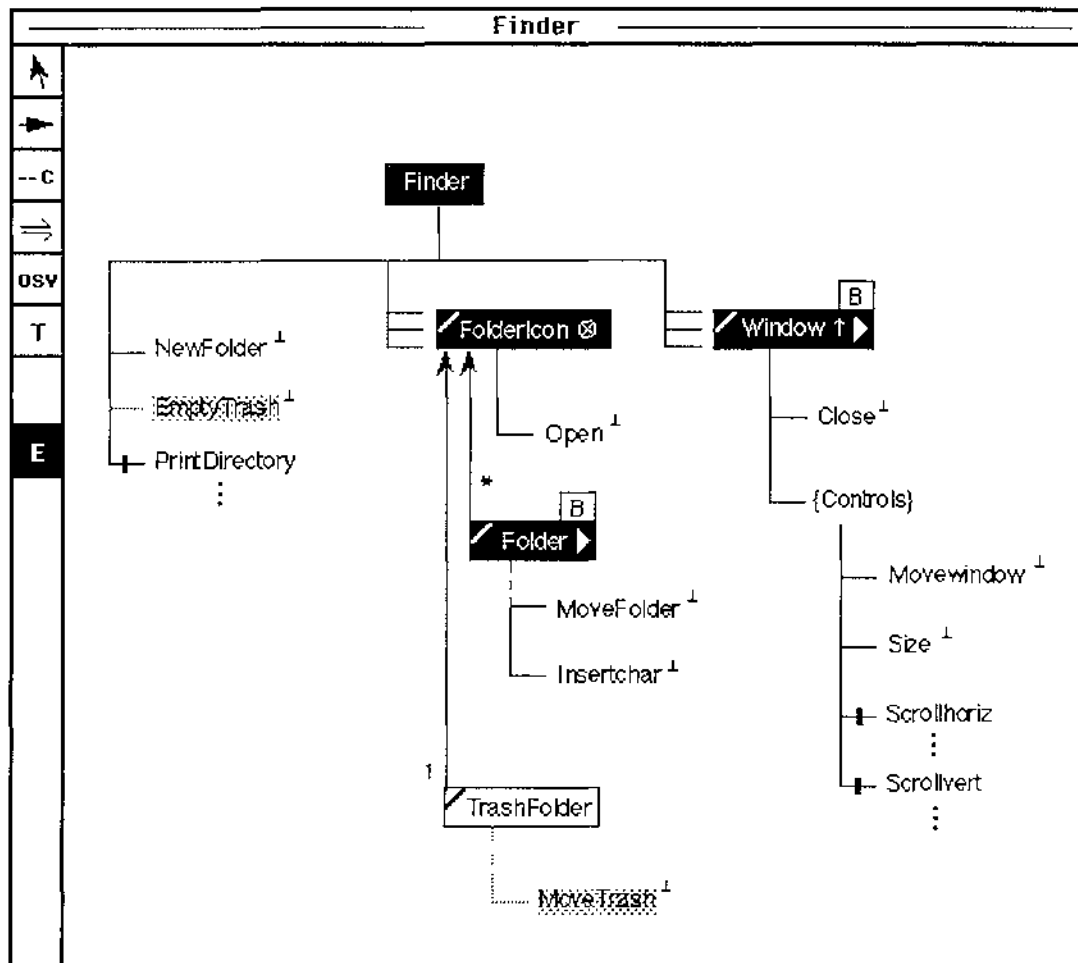 Finder
--C
OSV
T
E
Finder
B
FolderIcon ⊗
Window ↑
NewFolder ⊥
EmptyTrash ⊥
PrintDirectory
⋮
Open ⊥
Close ⊥
*
B
Folder
{Controls}
MoveFolder ⊥
Insertchar ⊥
Movewindow ⊥
Size ⊥
Scrollhoriz
⋮
Scrollvert
⋮
1
TrashFolder
MoveTrash ⊥